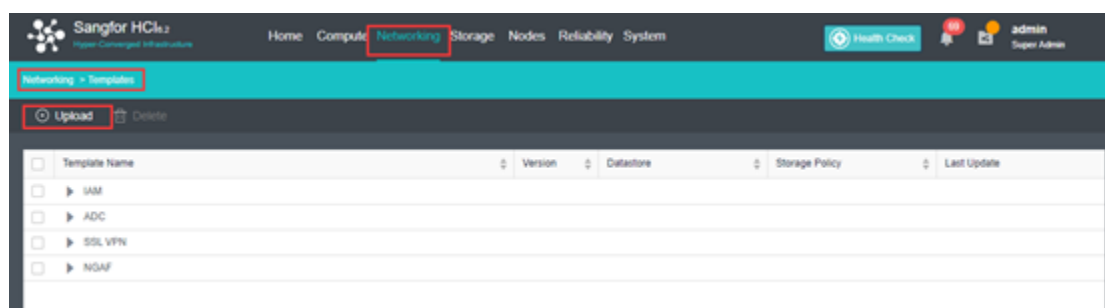 Sangfor HCI6.2
Hyper-Converged Infrastructure
Home Compute Networking Storage Nodes Reliability System
Health Check
admin
Super Admin
Networking > Templates
Upload Delete
Template Name Version Datastore Storage Policy Last Update
IAM
ADC
SSL VPN
NGAF